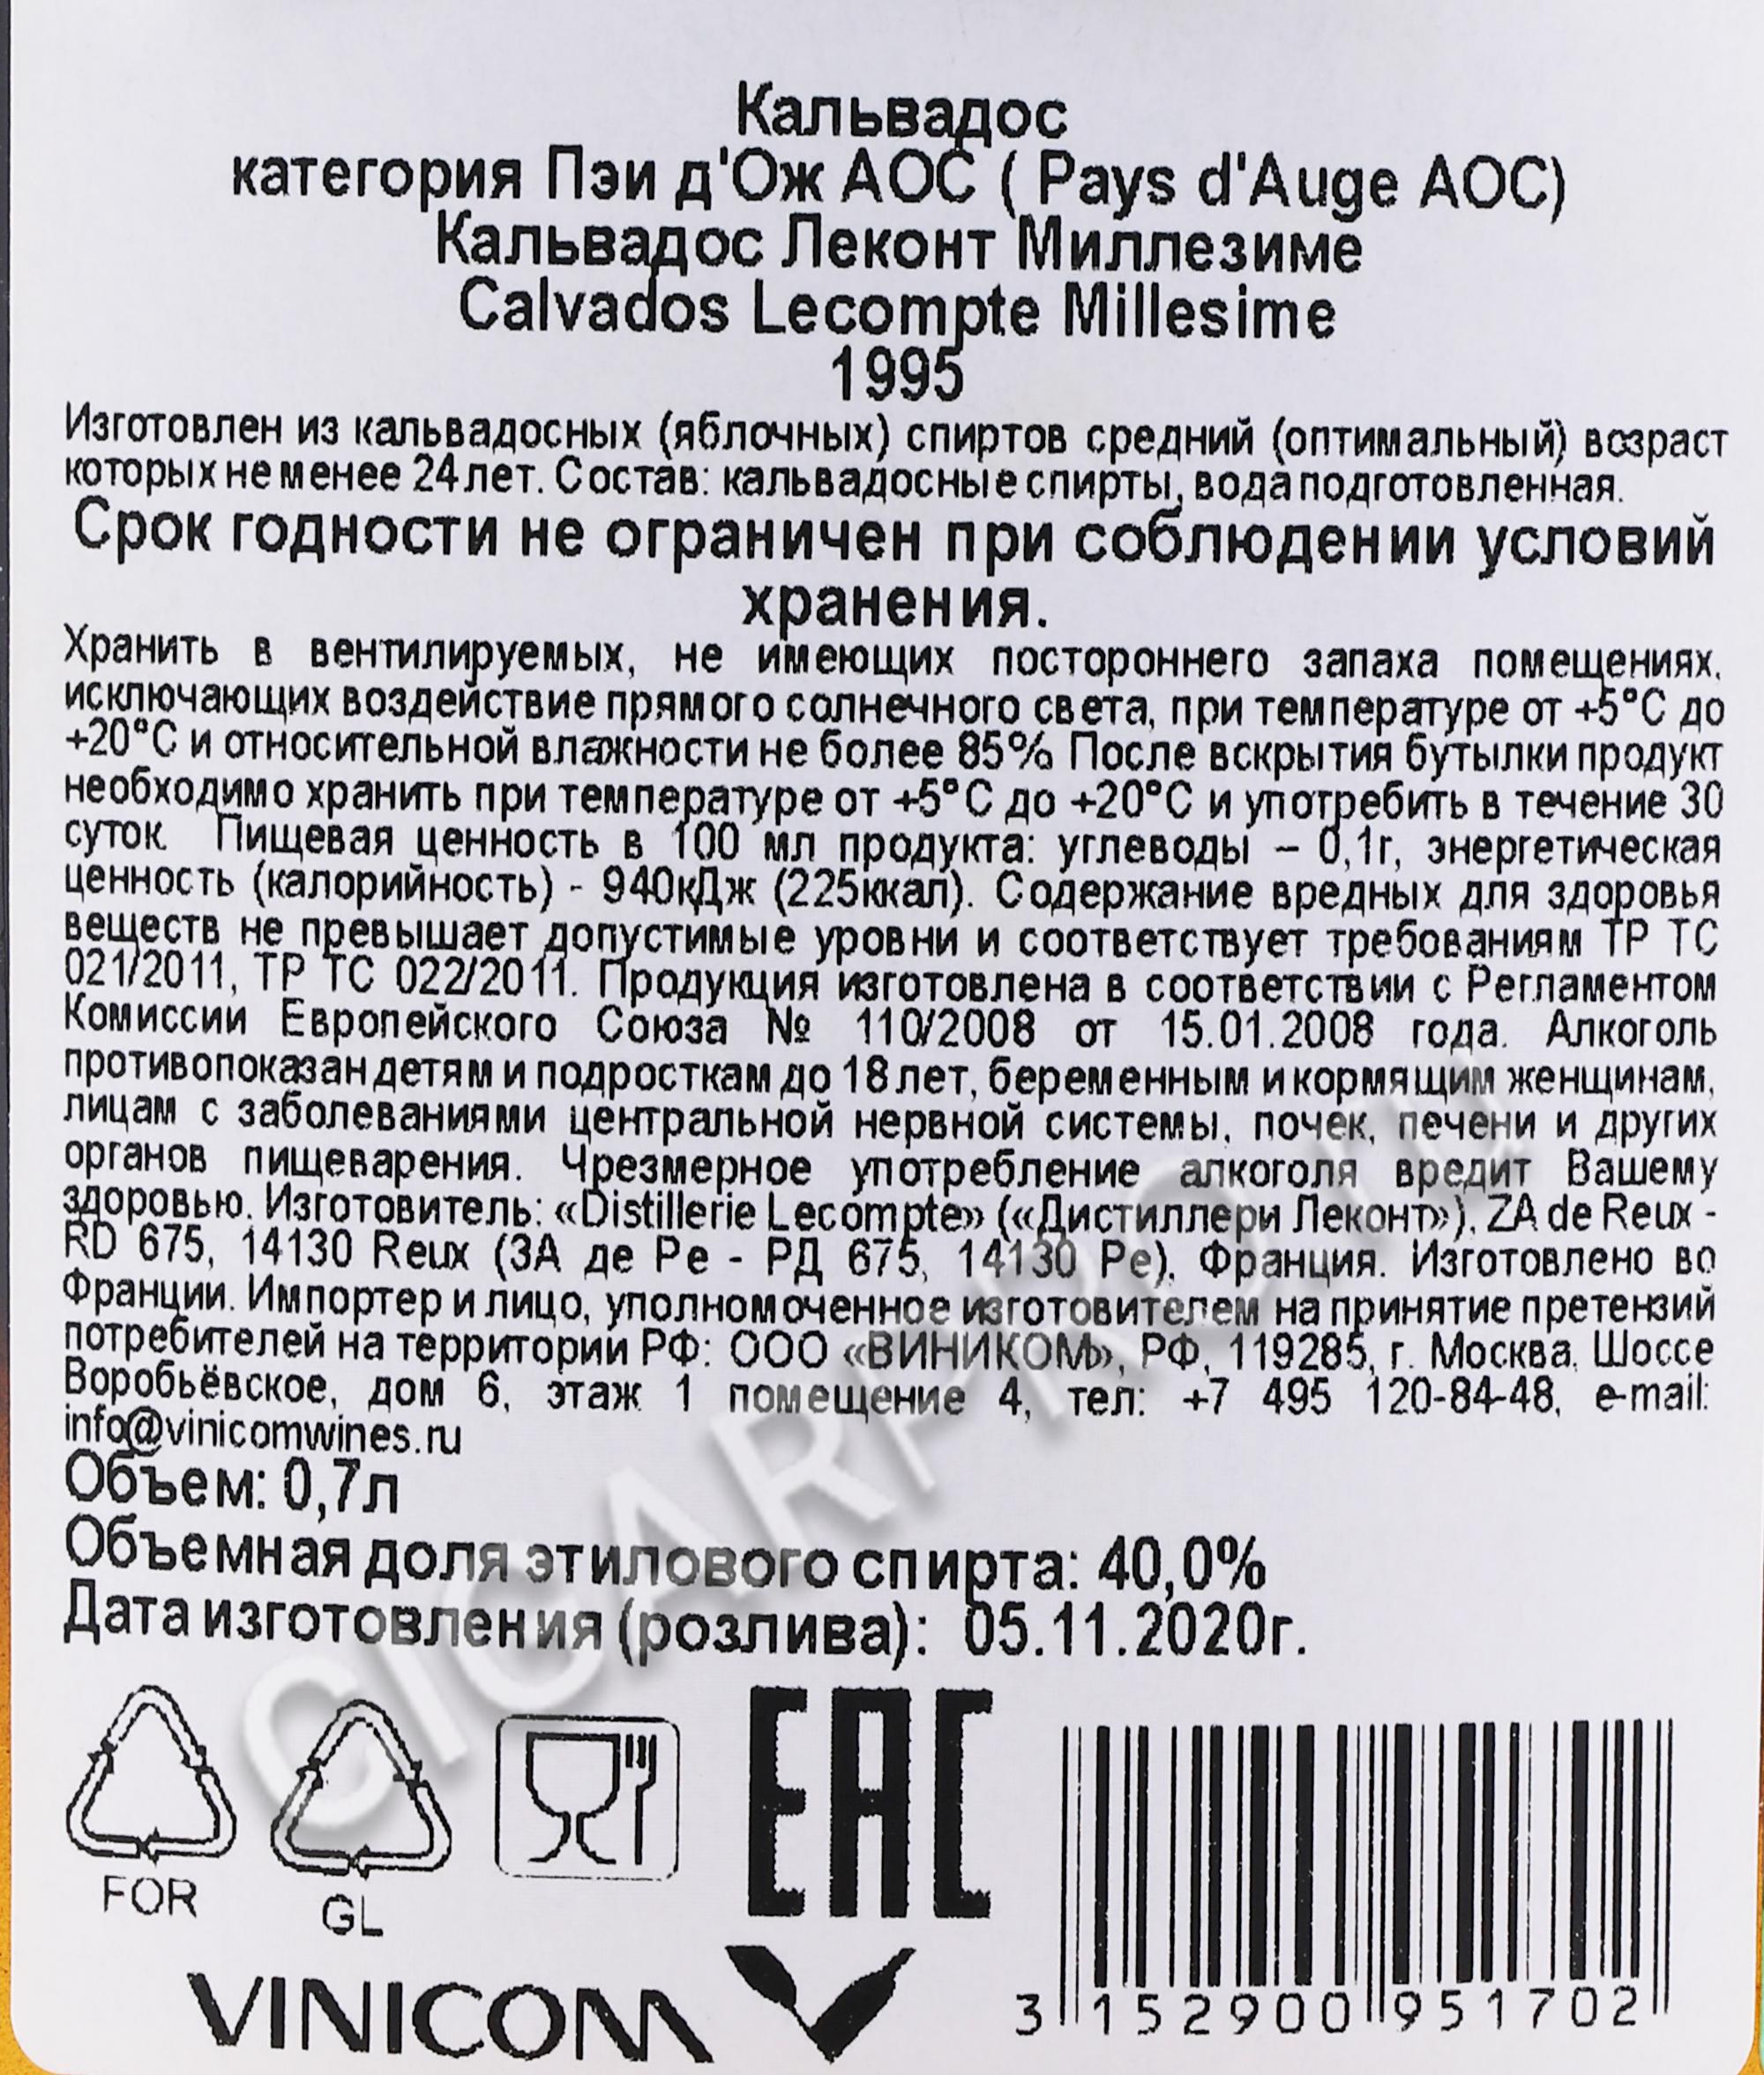 Кальвадос
категория Пэи д'Ож АОС ( Pays d'Auge AOC)
Кальвадос Леконт Миллезиме
Calvados Lecompte Millesime
1995
Изготовлен из кальвадосных (яблочных) спиртов средний (оптимальный) возраст
которых не менее 24 лет. Состав: кальвадосные спирты, вода подготовленная.
Срок годности не ограничен при соблюдении условий
хранения.
Хранить в вентилируемых, не имеющих постороннего запаха помещениях,
исключающих воздействие прямого солнечного света, при температуре от +5°С до
+20°С и относительной влажности не более 85% После вскрытия бутылки продукт
необходимо хранить при температуре от +5°С до +20°С и употребить в течение 30
суток. Пищевая ценность в 100 мл продукта: углеводы – 0,1г, энергетическая
ценность (калорийность) - 940кДж (225ккал). Содержание вредных для здоровья
веществ не превышает допустимые уровни и соответствует требованиям ТР ТС
021/2011, ТР ТС 022/2011. Продукция изготовлена в соответствии с Регламентом
Комиссии Европейского Союза № 110/2008 от 15.01.2008 года. Алкоголь
противопоказан детям и подросткам до 18 лет, беременным и кормящим женщинам,
лицам с заболеваниями центральной нервной системы, почек, печени и других
органов пищеварения. Чрезмерное употребление алкоголя вредит Вашему
здоровью. Изготовитель: «Distillerie Lecompte» («Дистиллери Леконт»), ZA de Reux -
RD 675, 14130 Reux (ЗА де Ре - РД 675, 14130 Ре), Франция. Изготовлено во
Франции. Импортер и лицо, уполномоченное изготовителем на принятие претензий
потребителей на территории РФ: ООО «ВИНИКОМ», РФ, 119285, г. Москва, Шоссе
Воробьёвское, дом 6, этаж 1 помещение 4, тел: +7 495 120-84-48, e-mail:
info@vinicomwines.ru
Объем: 0,7л
Объемная доля этилового спирта: 40,0%
Дата изготовления (розлива): 05.11.2020г.
FOR
GL
EAC
VINICOM
3 152900 951702
CIGARPRO.ru